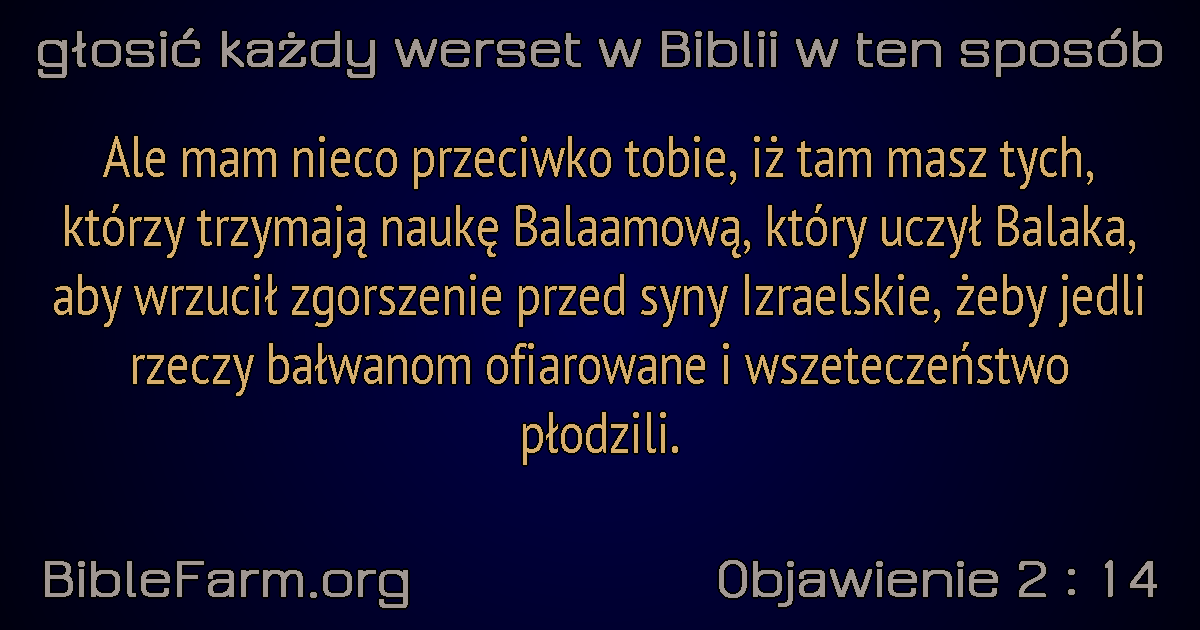 głosić każdy werset w Biblii w ten sposób
Ale mam nieco przeciwko tobie, iż tam masz tych,
którzy trzymają naukę Balaamową, który uczył Balaka,
aby wrzucił zgorszenie przed syny Izraelskie, żeby jedli
rzeczy bałwanom ofiarowane i wszeteczeństwo
płodzili.
BibleFarm.org
Objawienie 2 : 14